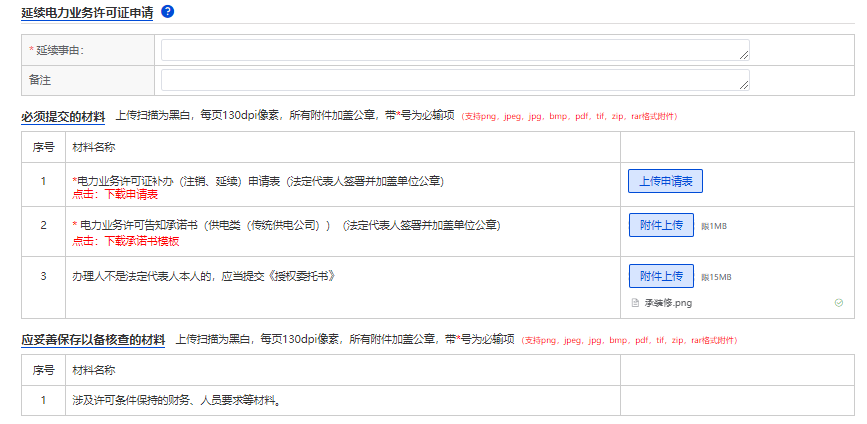 延续电力业务许可证申请 ?
* 延续事由：
备注
必须提交的材料 上传扫描为黑白，每页130dpi像素，所有附件加盖公章，带*号为必输项 （支持png、jpeg、jpg、bmp、pdf、tif、zip、rar格式附件）
序号 材料名称
1 *电力业务许可证补办（注销、延续）申请表（法定代表人签署并加盖单位公章） 上传申请表
点击：下载申请表
2 * 电力业务许可告知承诺书（供电类（传统供电公司））（法定代表人签署并加盖单位公章） 附件上传 限1MB
点击：下载承诺书模板
3 办理人不是法定代表人本人的，应当提交《授权委托书》 附件上传 限15MB
承装修.png
应妥善保存以备核查的材料 上传扫描为黑白，每页130dpi像素，所有附件加盖公章，带*号为必输项 （支持png、jpeg、jpg、bmp、pdf、tif、zip、rar格式附件）
序号 材料名称
1 涉及许可条件保持的财务、人员要求等材料。